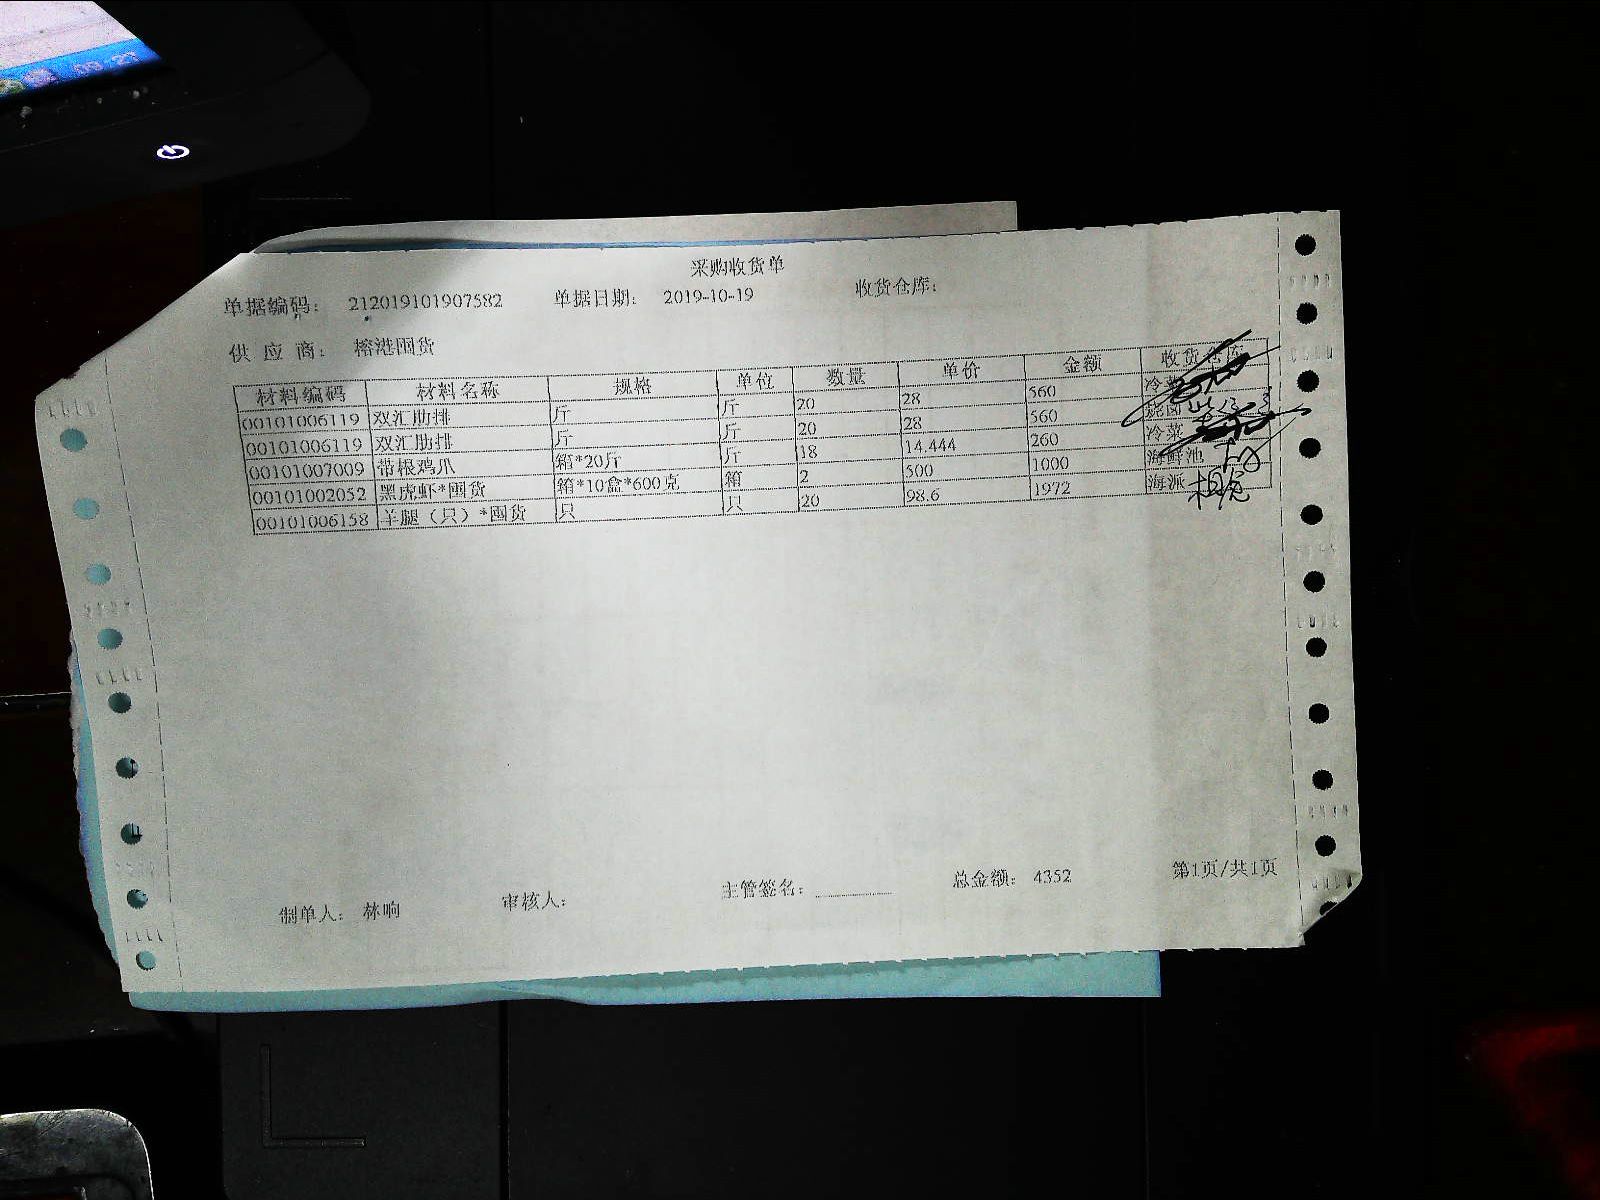 09:27
采购收货单
单据编码： 212019101907582 单据日期： 2019-10-19 收货仓库：
供 应 商： 榕港囤货
材料编码 材料名称 规格 单位 数量 单价 金额 收货仓库
00101006119 双汇肋排 斤 斤 20 28 560 冷菜
00101006119 双汇肋排 斤 斤 20 28 560 烧卤
00101007009 带根鸡爪 箱*20斤 斤 18 14.444 260 冷菜
00101002052 黑虎虾*囤货 箱*10盒*600克 箱 2 500 1000 海鲜池
00101006158 羊腿（只）*囤货 只 只 20 98.6 1972 海派
制单人： 林响 审核人： 主管签名： 总金额： 4352 第1页/共1页